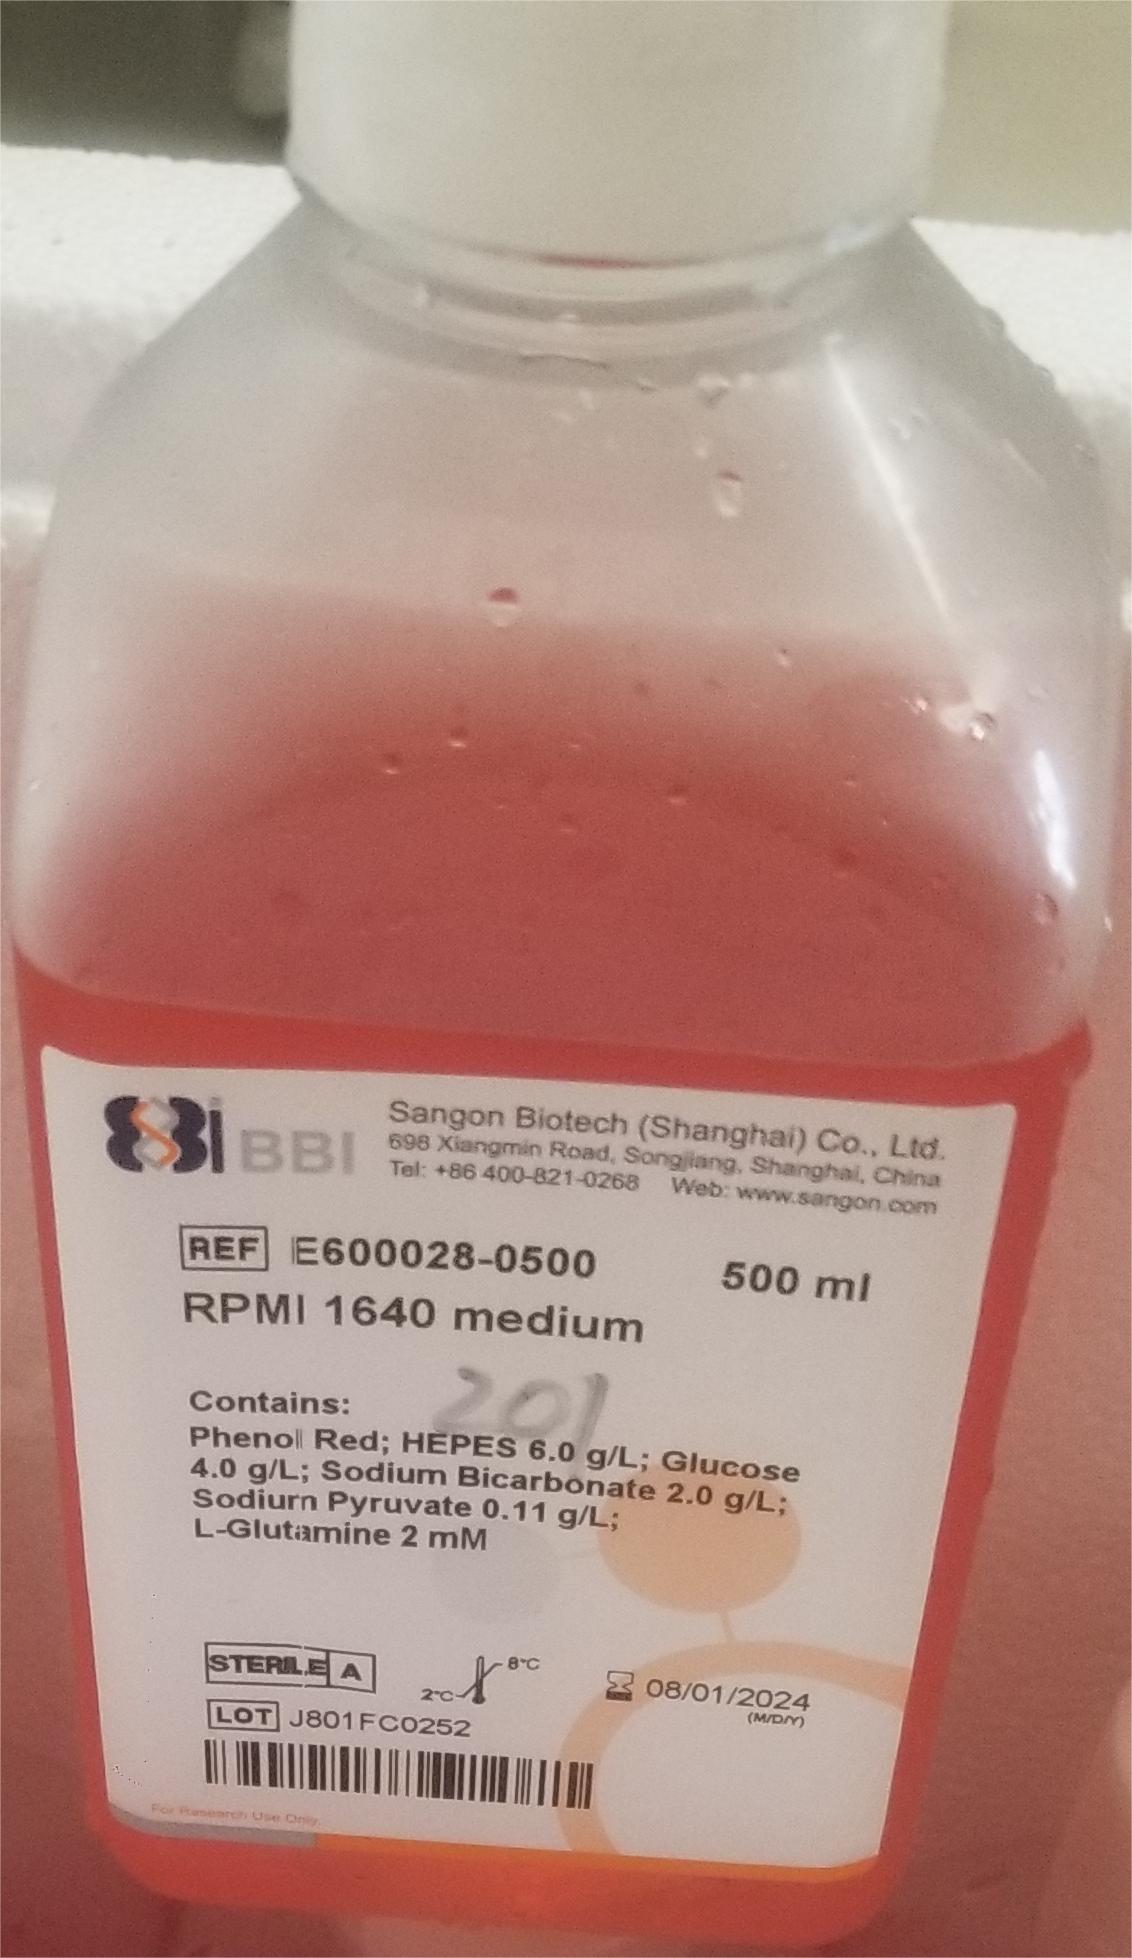 BBI
Sangon Biotech (Shanghai) Co., Ltd.
698 Xiangmin Road, Songjiang, Shanghai, China
Tel: +86 400-821-0268 Web: www.sangon.com
REF E600028-0500 500 ml
RPMI 1640 medium
201
Contains:
Phenol Red; HEPES 6.0 g/L; Glucose
4.0 g/L; Sodium Bicarbonate 2.0 g/L;
Sodium Pyruvate 0.11 g/L;
L-Glutamine 2 mM
STERILE A 2°C 8°C 08/01/2024
(M/D/Y)
LOT J801FC0252
For Research Use Only.